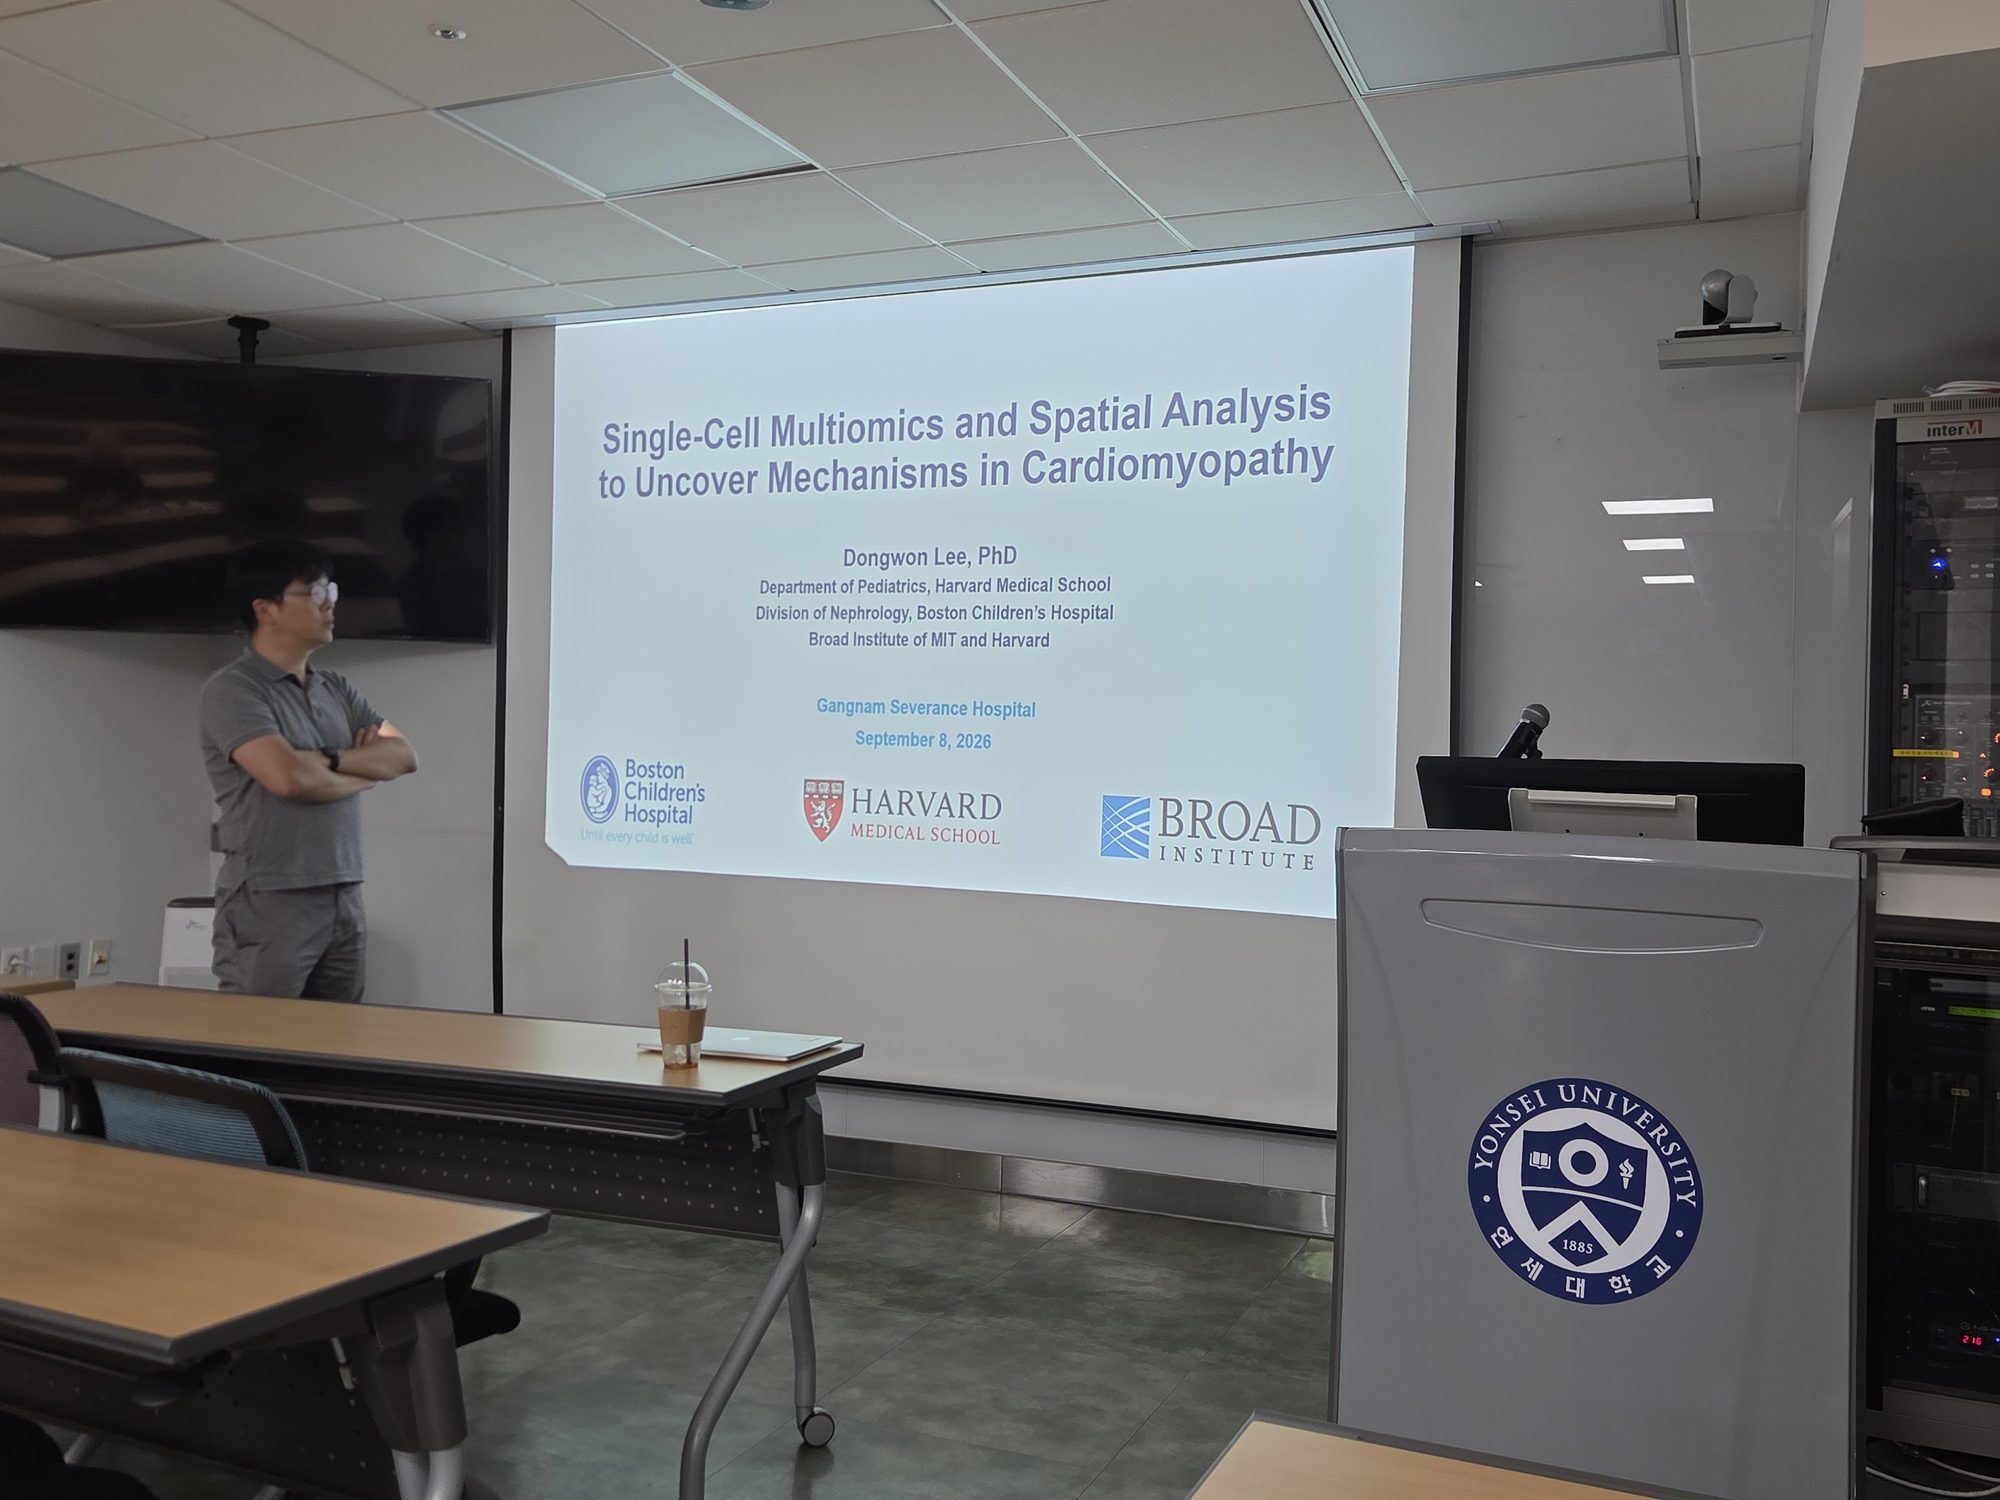 Single-Cell Multiomics and Spatial Analysis
to Uncover Mechanisms in Cardiomyopathy
Dongwon Lee, PhD
Department of Pediatrics, Harvard Medical School
Division of Nephrology, Boston Children's Hospital
Broad Institute of MIT and Harvard
Gangnam Severance Hospital
September 8, 2026
Boston
Children's
Hospital
Until every child is well
HARVARD
MEDICAL SCHOOL
BROAD
INSTITUTE
interM
YONSEI UNIVERSITY
1885
연세대학교
216